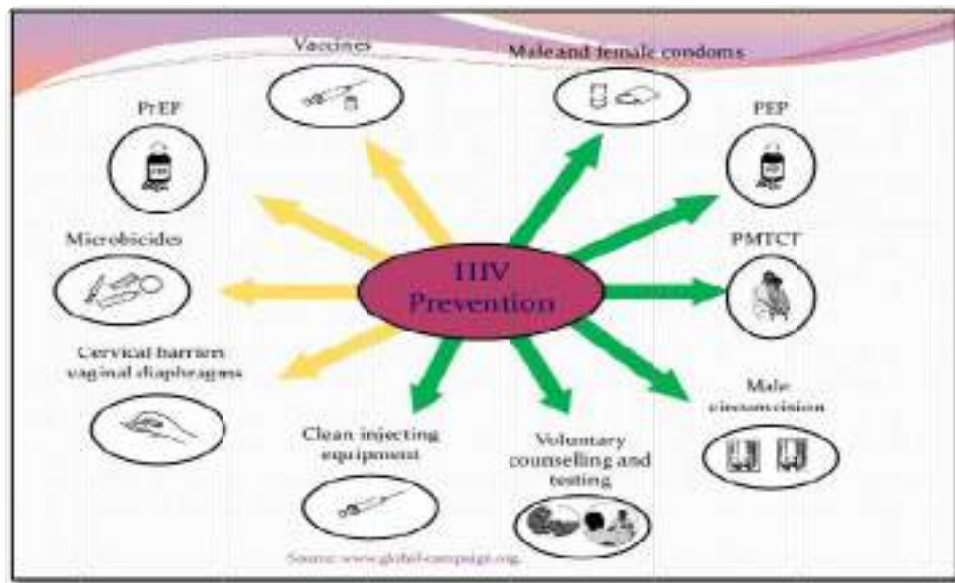 Vaccines
Male and female condoms
PrEP
PEP
Microbicides
PMTCT
HIV
Prevention
Cervical barriers
vaginal diaphragms
Male
circumcision
Clean injecting
equipment
Voluntary
counselling and
testing
Source: www.global-campaign.org.